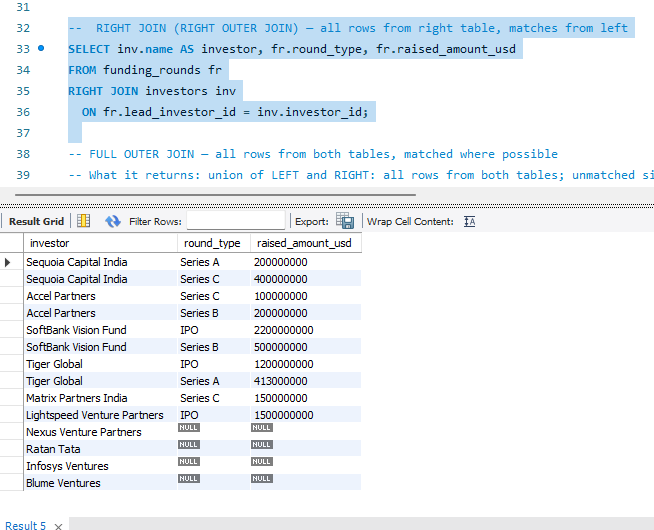 31
32 --  RIGHT JOIN (RIGHT OUTER JOIN) — all rows from right table, matches from left
33 SELECT inv.name AS investor, fr.round_type, fr.raised_amount_usd
34 FROM funding_rounds fr
35 RIGHT JOIN investors inv
36   ON fr.lead_investor_id = inv.investor_id;
37
38 -- FULL OUTER JOIN — all rows from both tables, matched where possible
39 -- What it returns: union of LEFT and RIGHT: all rows from both tables; unmatched si
Result Grid Filter Rows: Export: Wrap Cell Content:
investor round_type raised_amount_usd
Sequoia Capital India Series A 200000000
Sequoia Capital India Series C 400000000
Accel Partners Series C 100000000
Accel Partners Series B 200000000
SoftBank Vision Fund IPO 2200000000
SoftBank Vision Fund Series B 500000000
Tiger Global IPO 1200000000
Tiger Global Series A 413000000
Matrix Partners India Series C 150000000
Lightspeed Venture Partners IPO 1500000000
Nexus Venture Partners NULL NULL
Ratan Tata NULL NULL
Infosys Ventures NULL NULL
Blume Ventures NULL NULL
Result 5 ×